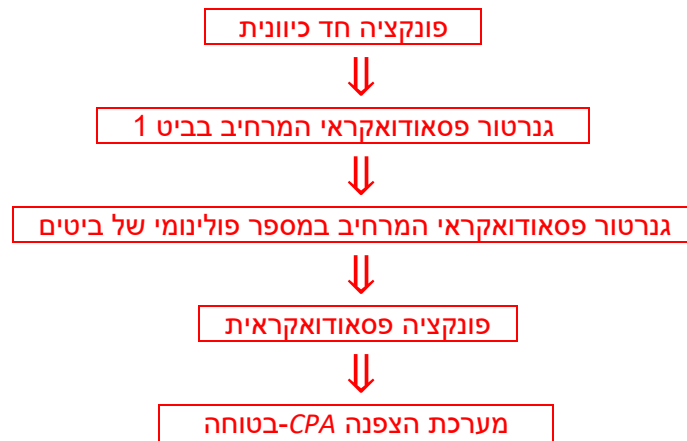 פונקציה חד כיוונית
⇓
גנרטור פסאודואקראי המרחיב בביט 1
⇓
גנרטור פסאודואקראי המרחיב במספר פולינומי של ביטים
⇓
פונקציה פסאודואקראית
⇓
מערכת הצפנה CPA-בטוחה